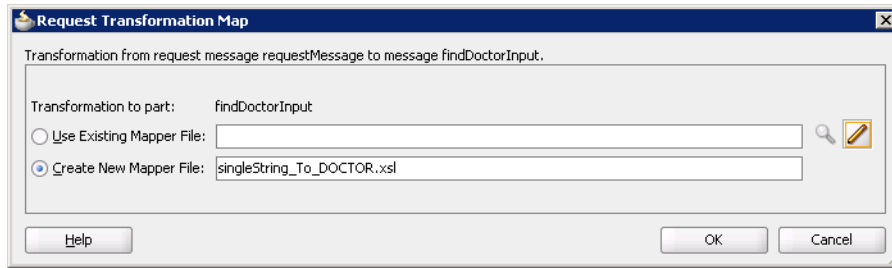 Request Transformation Map
Transformation from request message requestMessage to message findDoctorInput.
Transformation to part: findDoctorInput
Use Existing Mapper File:
Create New Mapper File: singleString_To_DOCTOR.xsl
Help OK Cancel